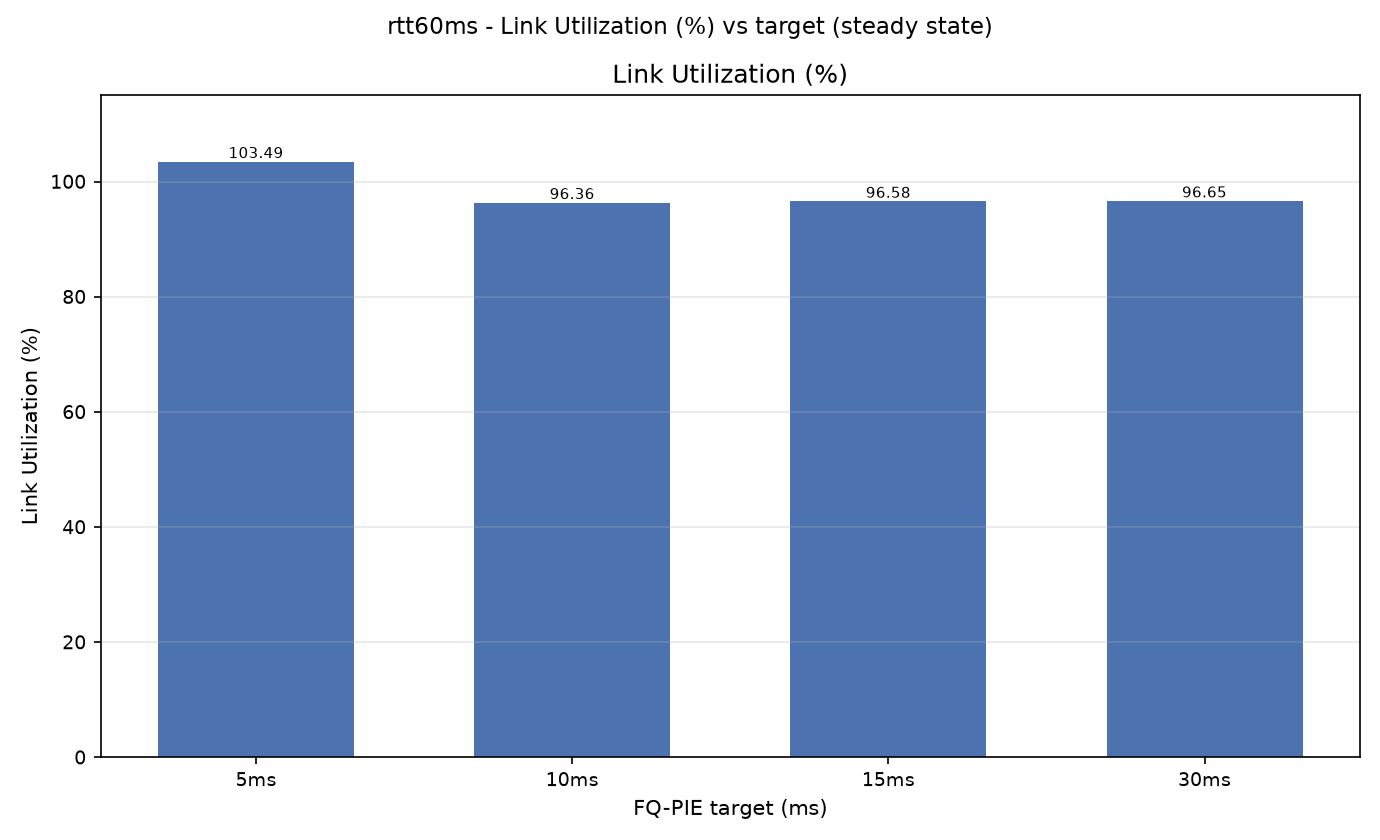 rtt60ms - Link Utilization (%) vs target (steady state)
Link Utilization (%)
Link Utilization (%)
100
80
60
40
20
0
103.49
96.36
96.58
96.65
5ms
10ms
15ms
30ms
FQ-PIE target (ms)